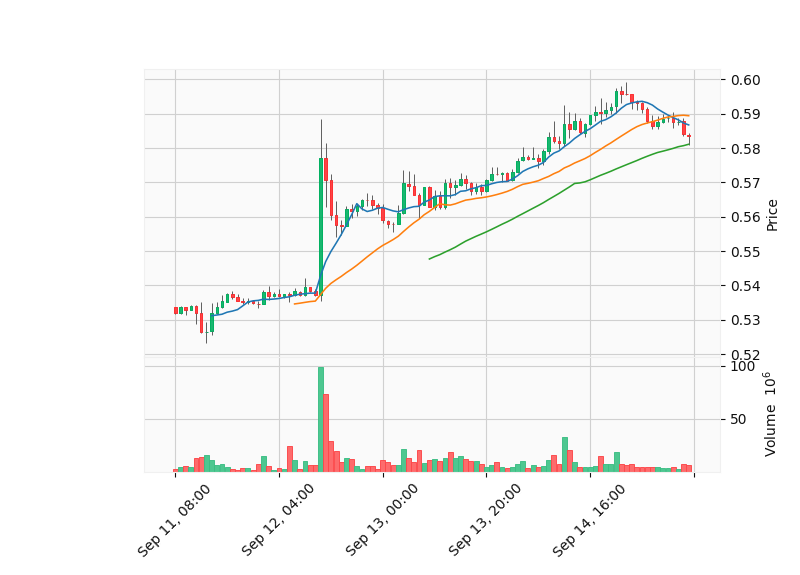 0.60
0.59
0.58
0.57
0.56
0.55
0.54
0.53
0.52
Price
100
50
Volume 10^6
Sep 11, 08:00
Sep 12, 04:00
Sep 13, 00:00
Sep 13, 20:00
Sep 14, 16:00